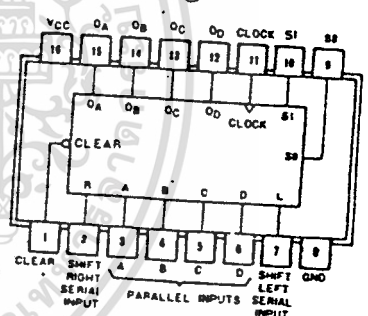 VCC QA QB QC QD CLOCK S1 S0
16 15 14 13 12 11 10 9
QA QB QC QD CLOCK S1
CLEAR S0
R A B C D L
1 2 3 4 5 6 7 8
CLEAR SHIFT RIGHT SERIAL INPUT A B C D SHIFT LEFT SERIAL INPUT GND
PARALLEL INPUTS